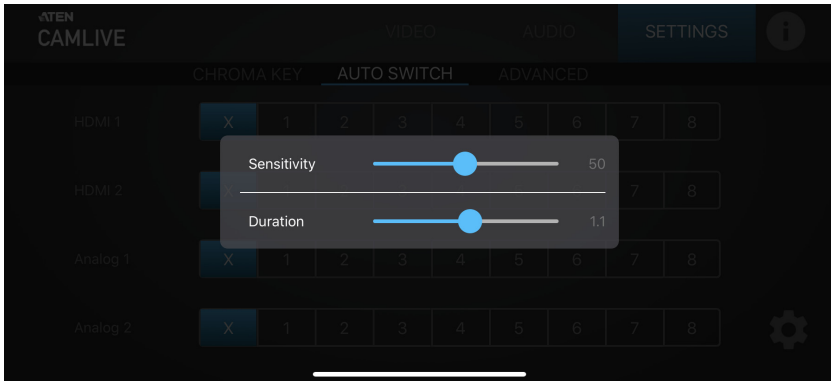 ATEN
CAMLIVE
VIDEO AUDIO SETTINGS i
CHROMA KEY AUTO SWITCH ADVANCED
HDMI 1 X 1 2 3 4 5 6 7 8
Sensitivity 50
HDMI 2 X 7 8
Duration 1.1
Analog 1 X 1 2 3 4 5 6 7 8
Analog 2 X 1 2 3 4 5 6 7 8